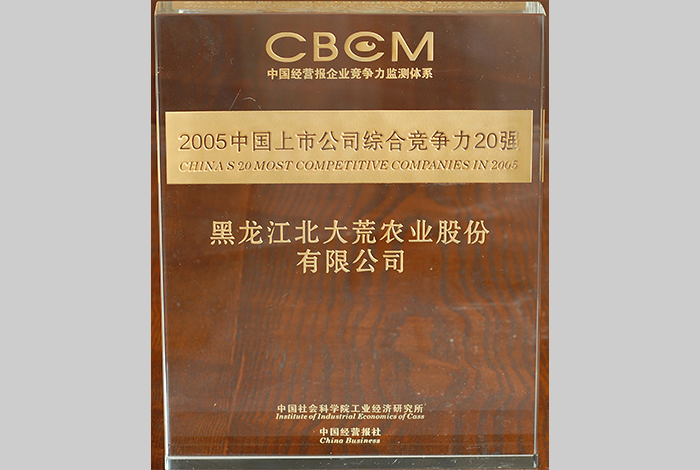 CBCM
中国经营报企业竞争力监测体系
2005中国上市公司综合竞争力20强
CHINA S 20 MOST COMPETITIVE COMPANIES IN 2005
黑龙江北大荒农业股份
有限公司
中国社会科学院工业经济研究所
Institute of Industrial Economics of Cass
中国经营报社
China Business